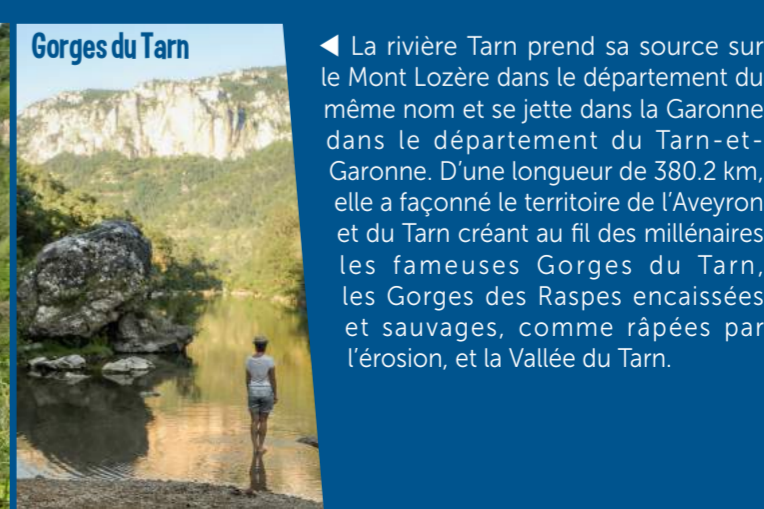 Gorges du Tarn
◀ La rivière Tarn prend sa source sur
le Mont Lozère dans le département du
même nom et se jette dans la Garonne
dans le département du Tarn-et-
Garonne. D’une longueur de 380.2 km,
elle a façonné le territoire de l’Aveyron
et du Tarn créant au fil des millénaires
les fameuses Gorges du Tarn,
les Gorges des Raspes encaissées
et sauvages, comme râpées par
l’érosion, et la Vallée du Tarn.